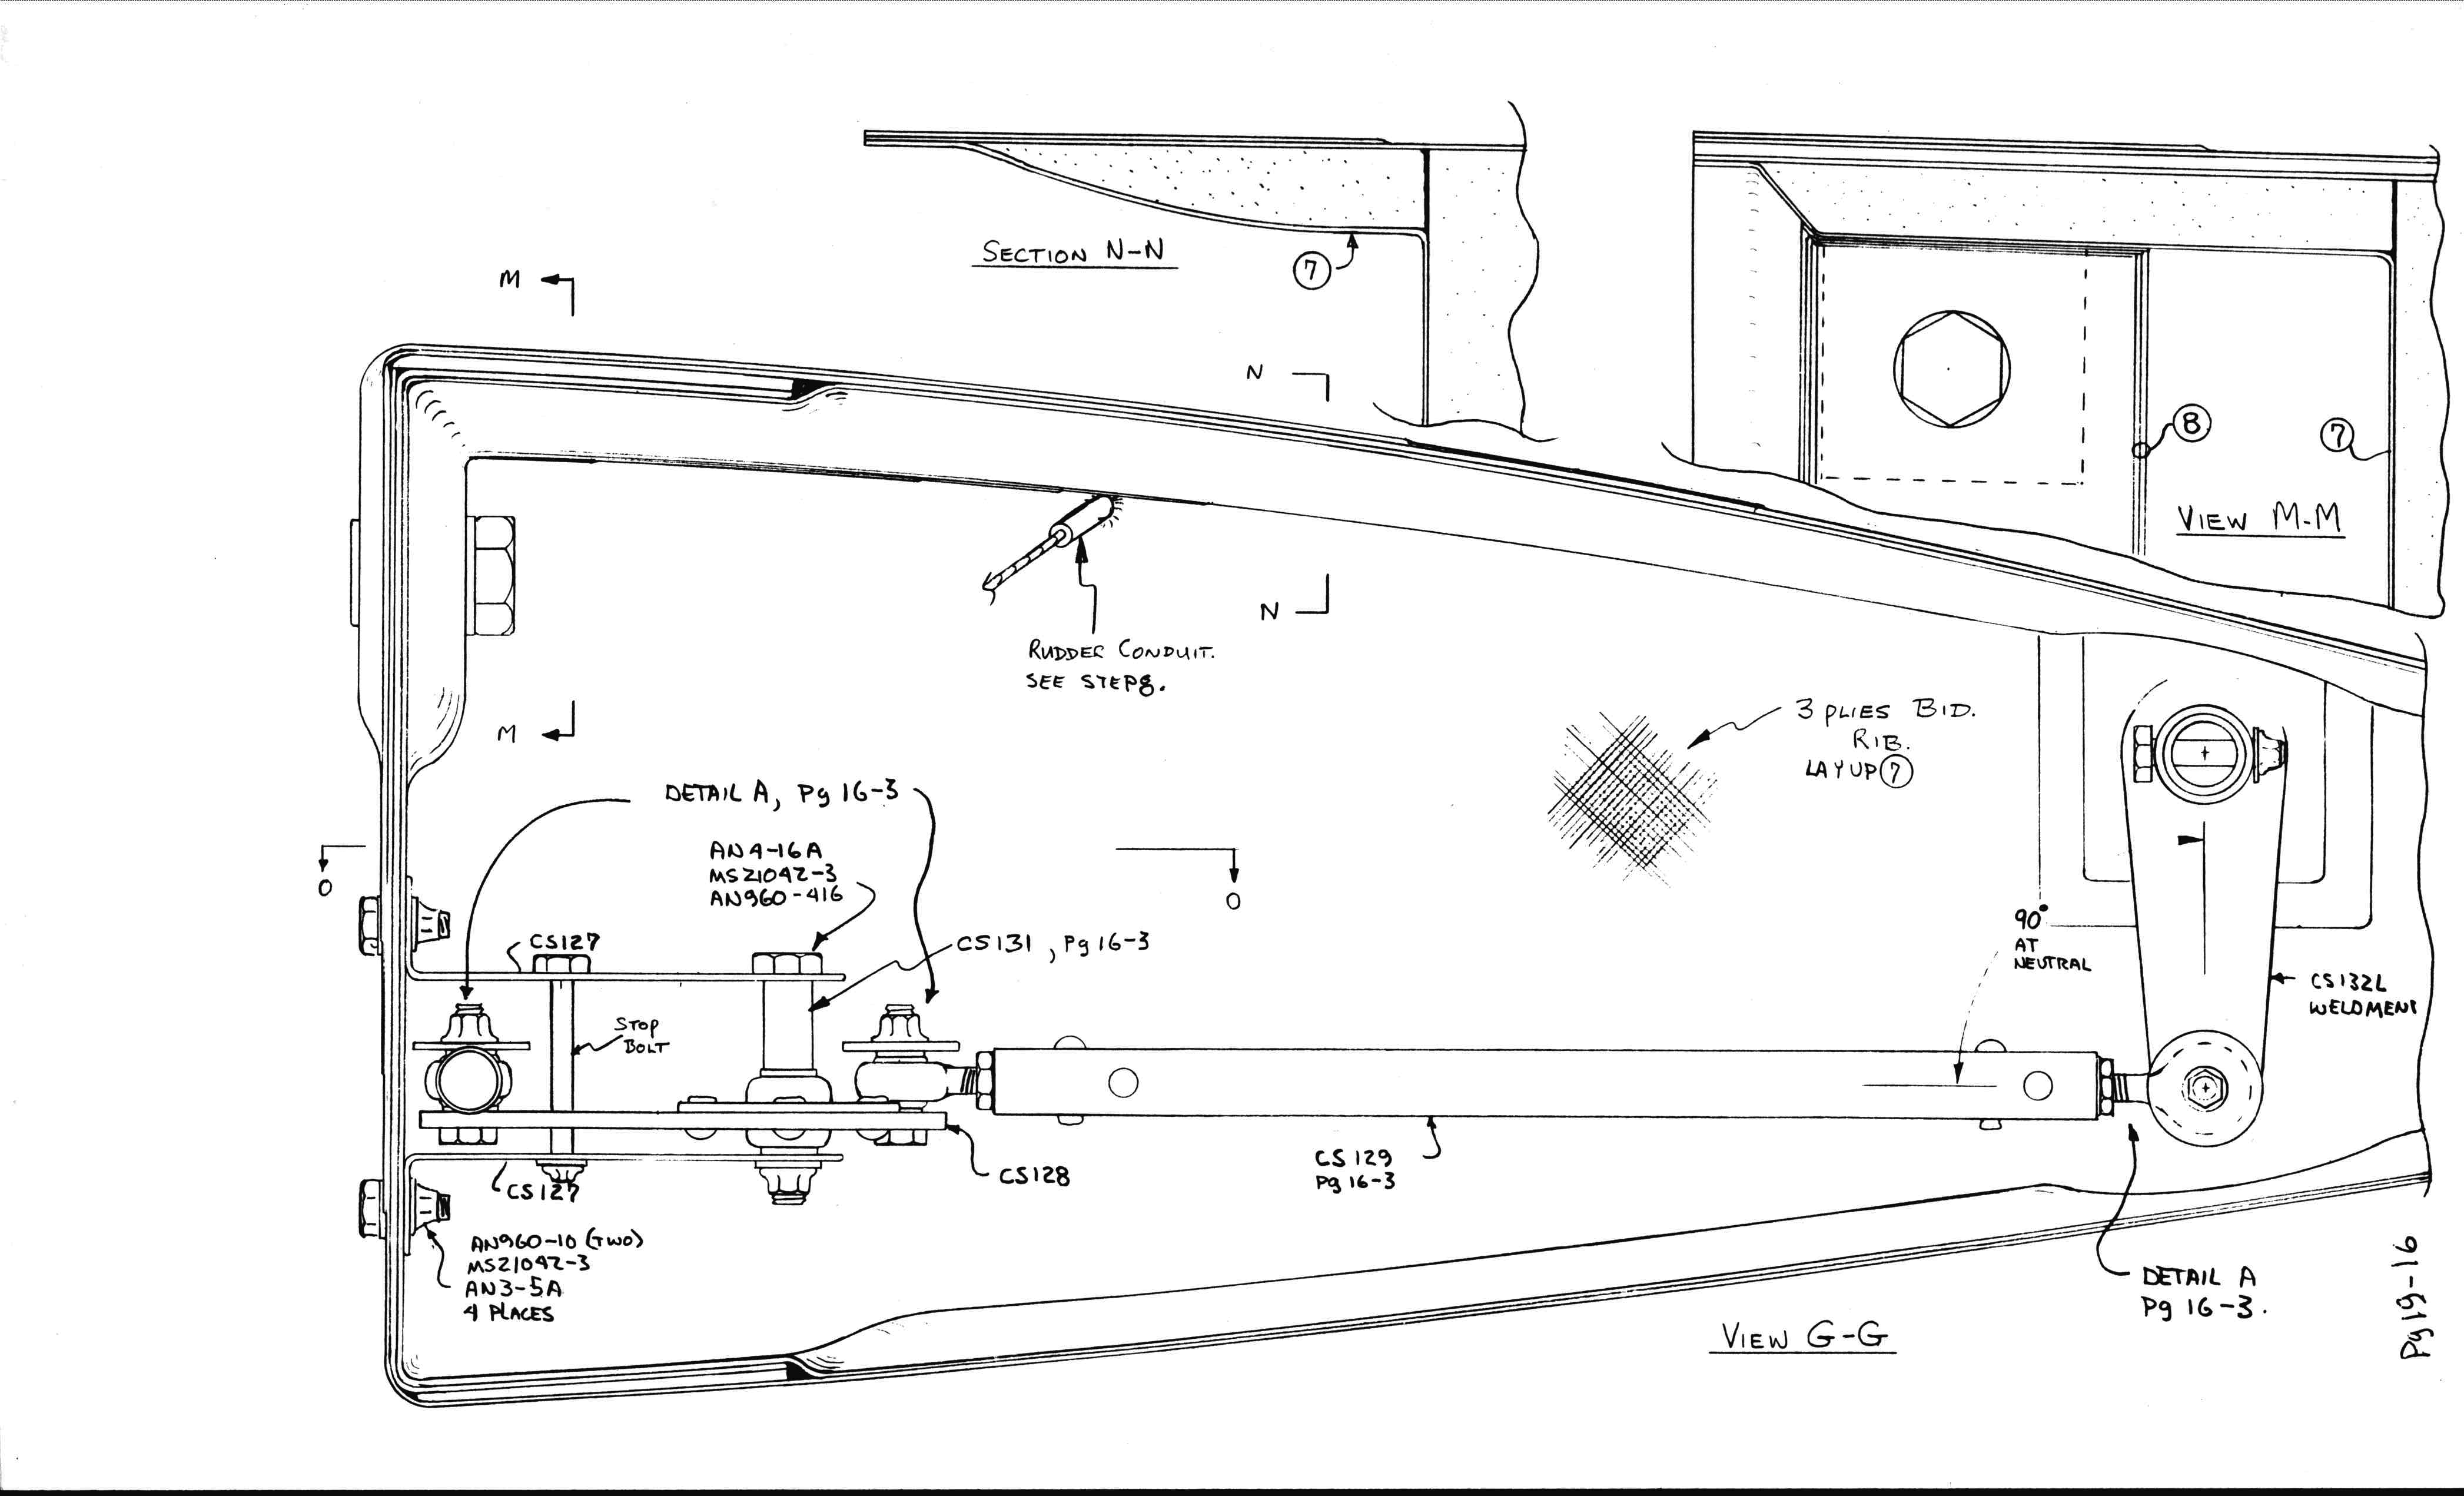 SECTION N-N
7
M
N
8
7
VIEW M-M
N
RUDDER CONDUIT.
SEE STEP 8.
M
3 PLIES BID.
RIB.
LAYUP 7
DETAIL A, Pg 16-3
AN4-16A
MS21042-3
AN960-416
O
O
CS127
CS131, Pg 16-3
90°
AT
NEUTRAL
CS132L
WELDMENT
STOP
BOLT
CS129
Pg 16-3
CS128
CS127
AN960-10 (TWO)
MS21042-3
AN3-5A
4 PLACES
DETAIL A
Pg 16-3.
VIEW G-G
Pg 19-16